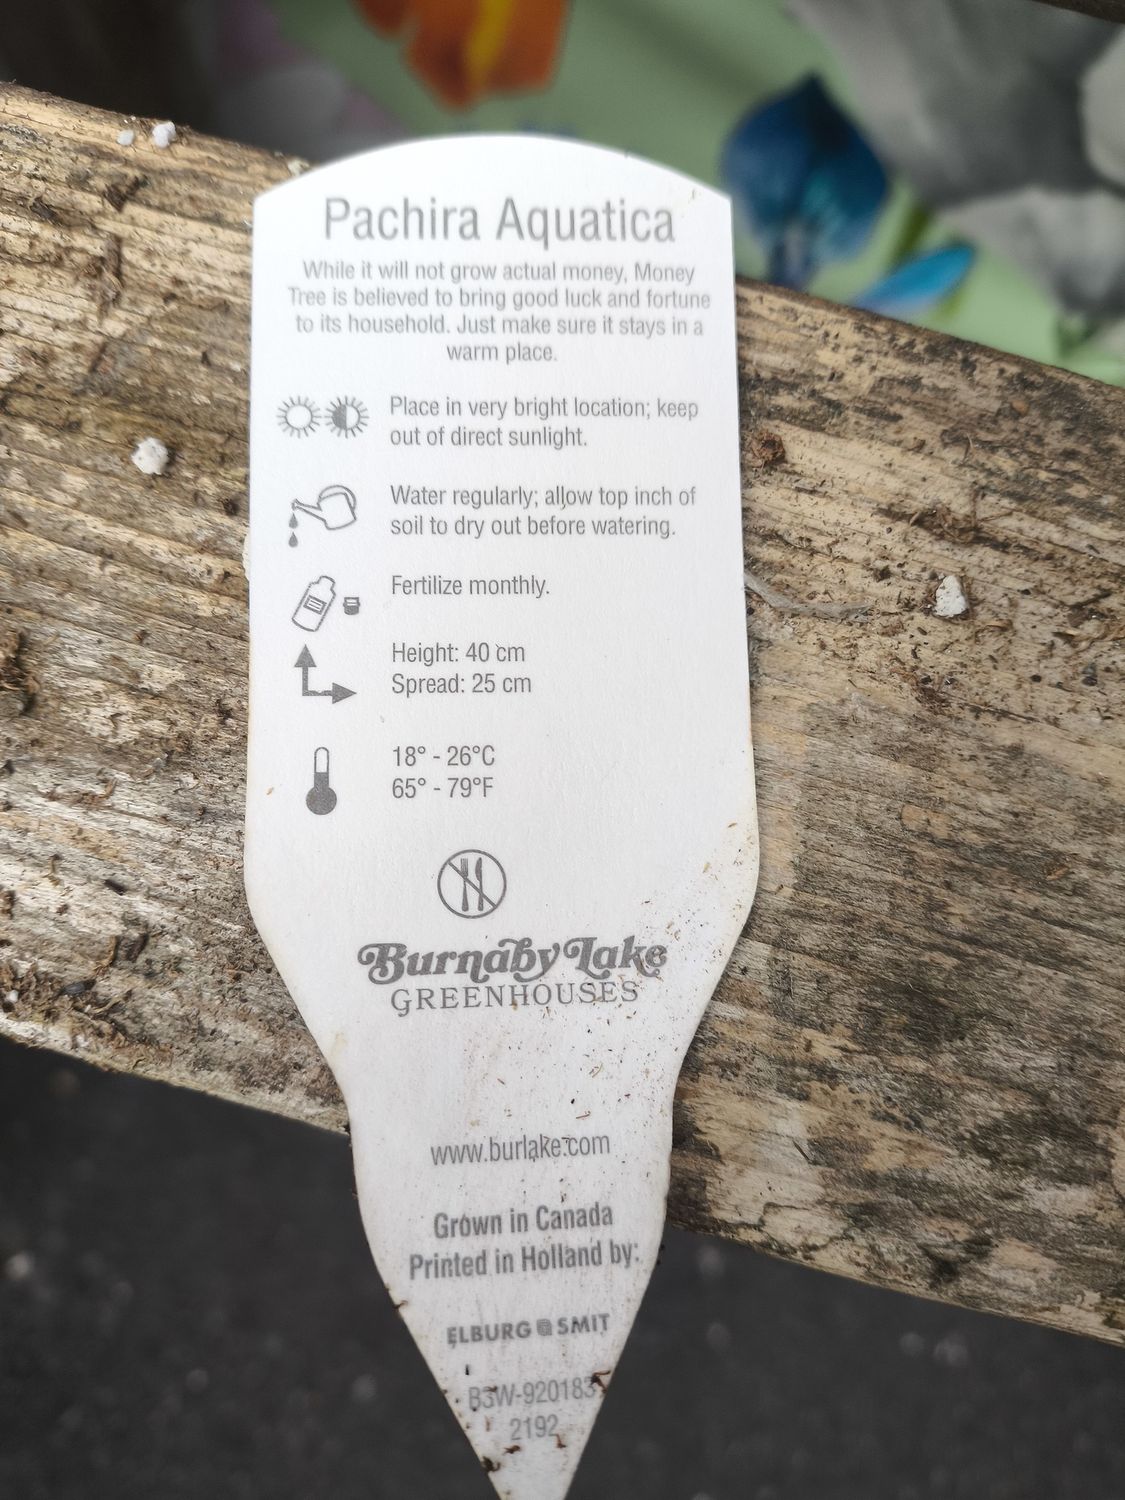 Pachira Aquatica
While it will not grow actual money, Money
Tree is believed to bring good luck and fortune
to its household. Just make sure it stays in a
warm place.
Place in very bright location; keep
out of direct sunlight.
Water regularly; allow top inch of
soil to dry out before watering.
Fertilize monthly.
Height: 40 cm
Spread: 25 cm
18° - 26°C
65° - 79°F
Burnaby Lake
GREENHOUSES
www.burlake.com
Grown in Canada
Printed in Holland by:
ELBURG SMIT
B3W-920183
2192